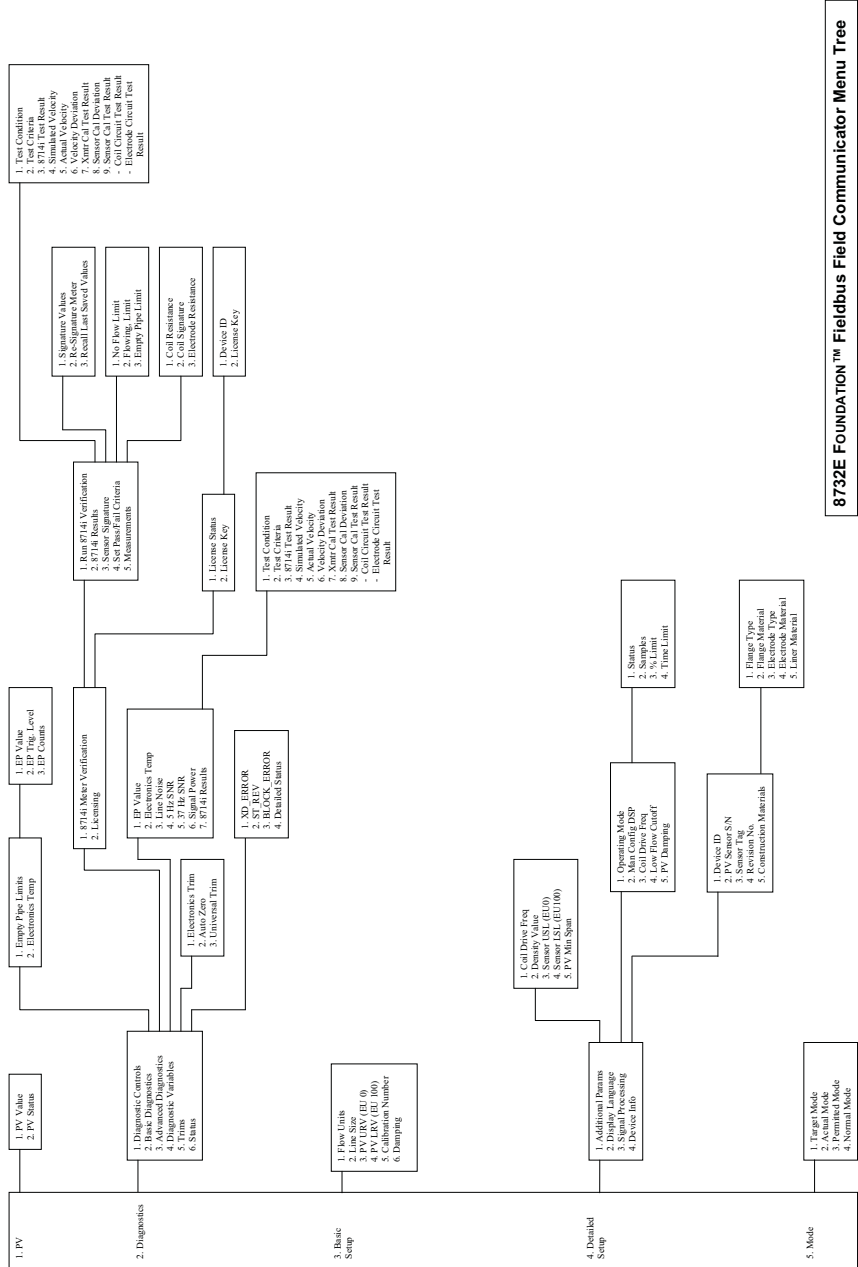 1. PV
2. Diagnostics
3. Basic
Setup
4. Detailed
Setup
5. Mode
1. PV Value
2. PV Status
1. Diagnostic Controls
2. Basic Diagnostics
3. Advanced Diagnostics
4. Diagnostic Variables
5. Trims
6. Status
1. Empty Pipe Limits
2 . Electronics Temp
1. EP Value
2. EP Trig. Level
3. EP Counts
1. 8714i Meter Verification
2. Licensing
1. Run 8714i Verification
2. 8714i Results
3. Sensor Signature
4. Set Pass/Fail Criteria
5. Measurements
1. Test Condition
2. Test Criteria
3. 8714i Test Result
4. Simulated Velocity
5. Actual Velocity
6. Velocity Deviation
7. Xmtr Cal Test Result
8. Sensor Cal Deviation
9. Sensor Cal Test Result
- Coil Circuit Test Result
- Electrode Circuit Test
Result
1. Signature Values
2. Re-Signature Meter
3. Recall Last Saved Values
1. No Flow Limit
2. Flowing, Limit
3. Empty Pipe Limit
1. Coil Resistance
2. Coil Signature
3. Electrode Resistance
1. License Status
2. License Key
1. Device ID
2. License Key
1. EP Value
2. Electronics Temp
3. Line Noise
4. 5 Hz SNR
5. 37 Hz SNR
6. Signal Power
7. 8714i Results
1. Test Condition
2. Test Criteria
3. 8714i Test Result
4. Simulated Velocity
5. Actual Velocity
6. Velocity Deviation
7. Xmtr Cal Test Result
8. Sensor Cal Deviation
9. Sensor Cal Test Result
- Coil Circuit Test Result
- Electrode Circuit Test
Result
1. Electronics Trim
2. Auto Zero
3. Universal Trim
1. XD_ERROR
2. ST_REV
3. BLOCK_ERROR
4. Detailed Status
1. Flow Units
2. Line Size
3. PV URV (EU 0)
4. PV LRV (EU 100)
5. Calibration Number
6. Damping
1. Additional Params
2. Display Language
3. Signal Processing
4. Device Info
1. Coil Drive Freq
2. Density Value
3. Sensor USL (EU0)
4. Sensor LSL (EU100)
5. PV Min Span
1. Operating Mode
2. Man Config DSP
3. Coil Drive Freq
4. Low Flow Cutoff
5. PV Damping
1. Status
2. Samples
3. % Limit
4. Time Limit
1. Device ID
2. PV Sensor S/N
3. Sensor Tag
4 Revision No.
5. Construction Materials
1. Flange Type
2. Flange Material
3. Electrode Type
4. Electrode Material
5. Liner Material
1. Target Mode
2. Actual Mode
3. Permitted Mode
4. Normal Mode
8732E FOUNDATION™ Fieldbus Field Communicator Menu Tree